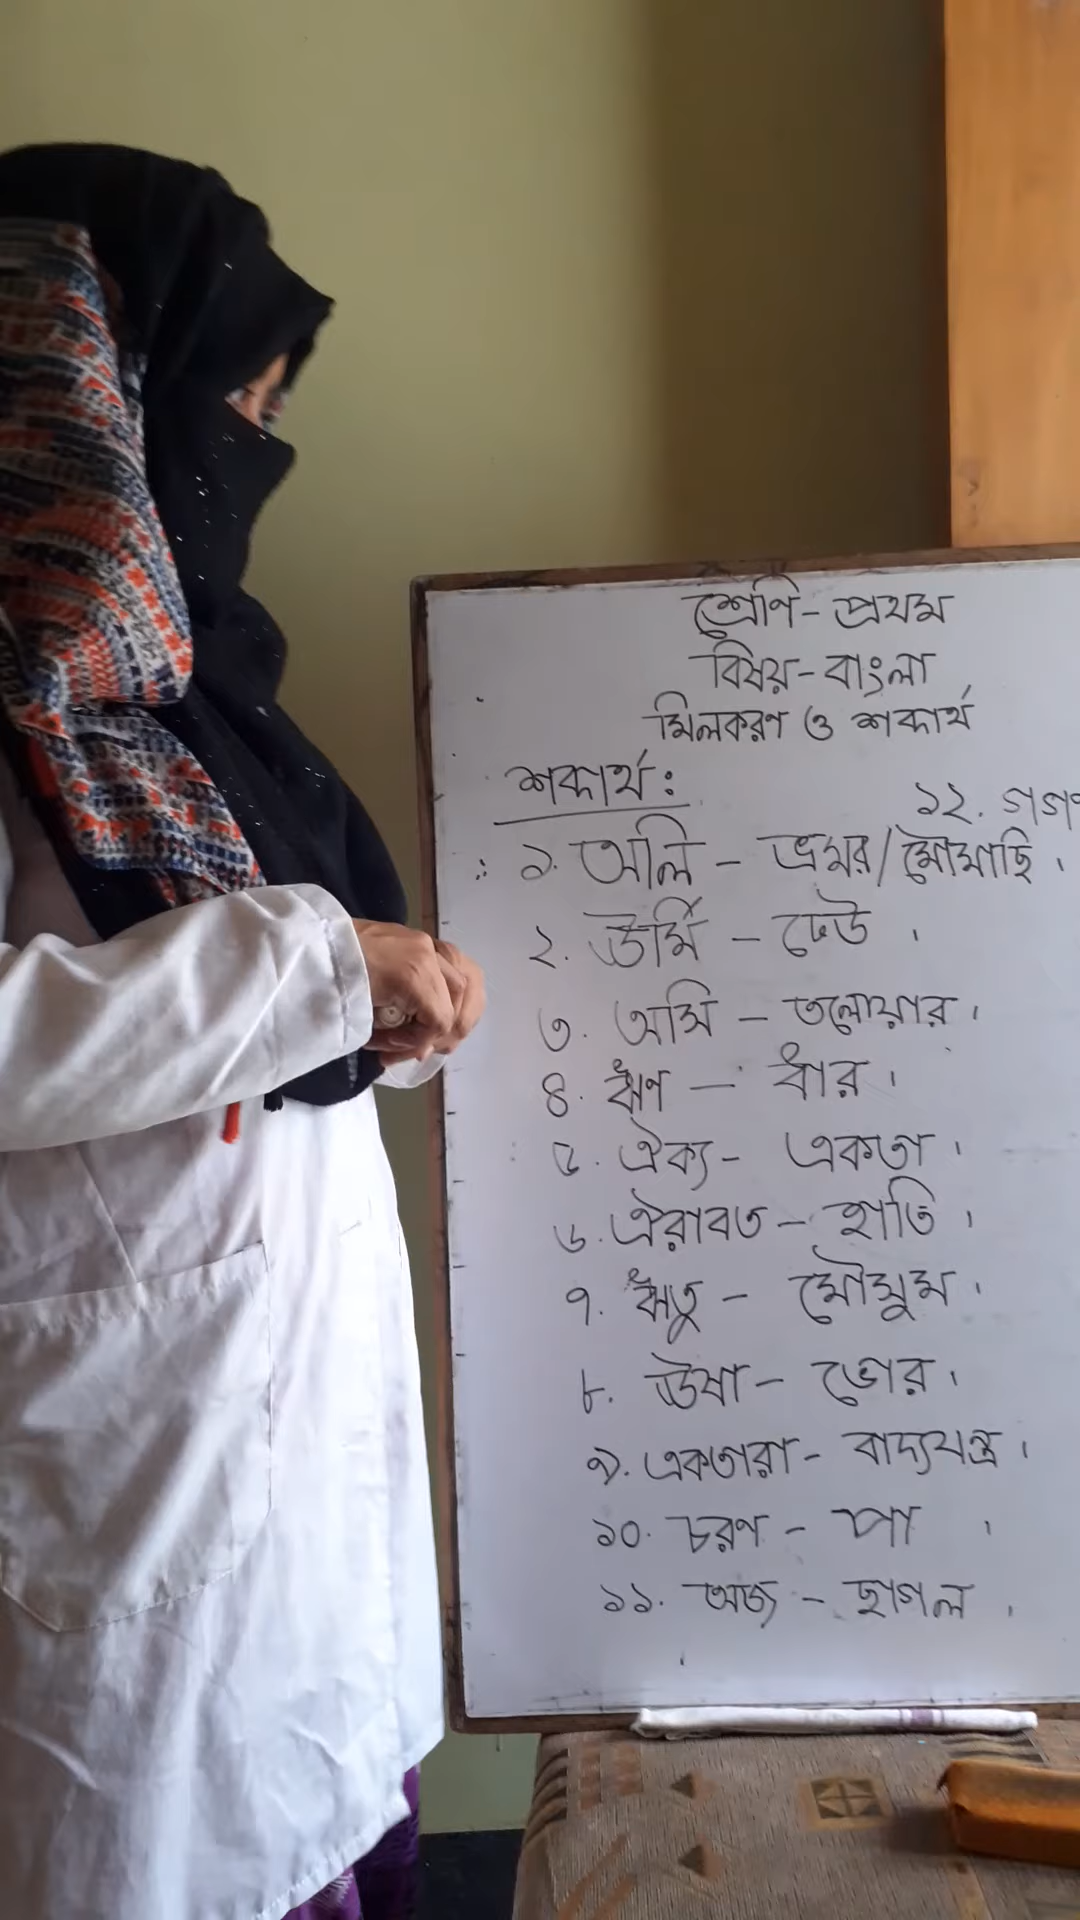 শ্রেণি - প্রথম
বিষয় - বাংলা
মিলকরণ ও শব্দার্থ
শব্দার্থ :
১. অলি - ভ্রমর/মৌমাছি।
২. ঊর্মি - ঢেউ।
৩. অসি - তলোয়ার।
৪. ঋণ - ধার।
৫. ঐক্য - একতা।
৬. ঐরাবত - হাতি।
৭. ঋতু - মৌসুম।
৮. ঊষা - ভোর।
৯. একতারা - বাদ্যযন্ত্র।
১০. চরণ - পা।
১১. অজ - ছাগল।
১২.